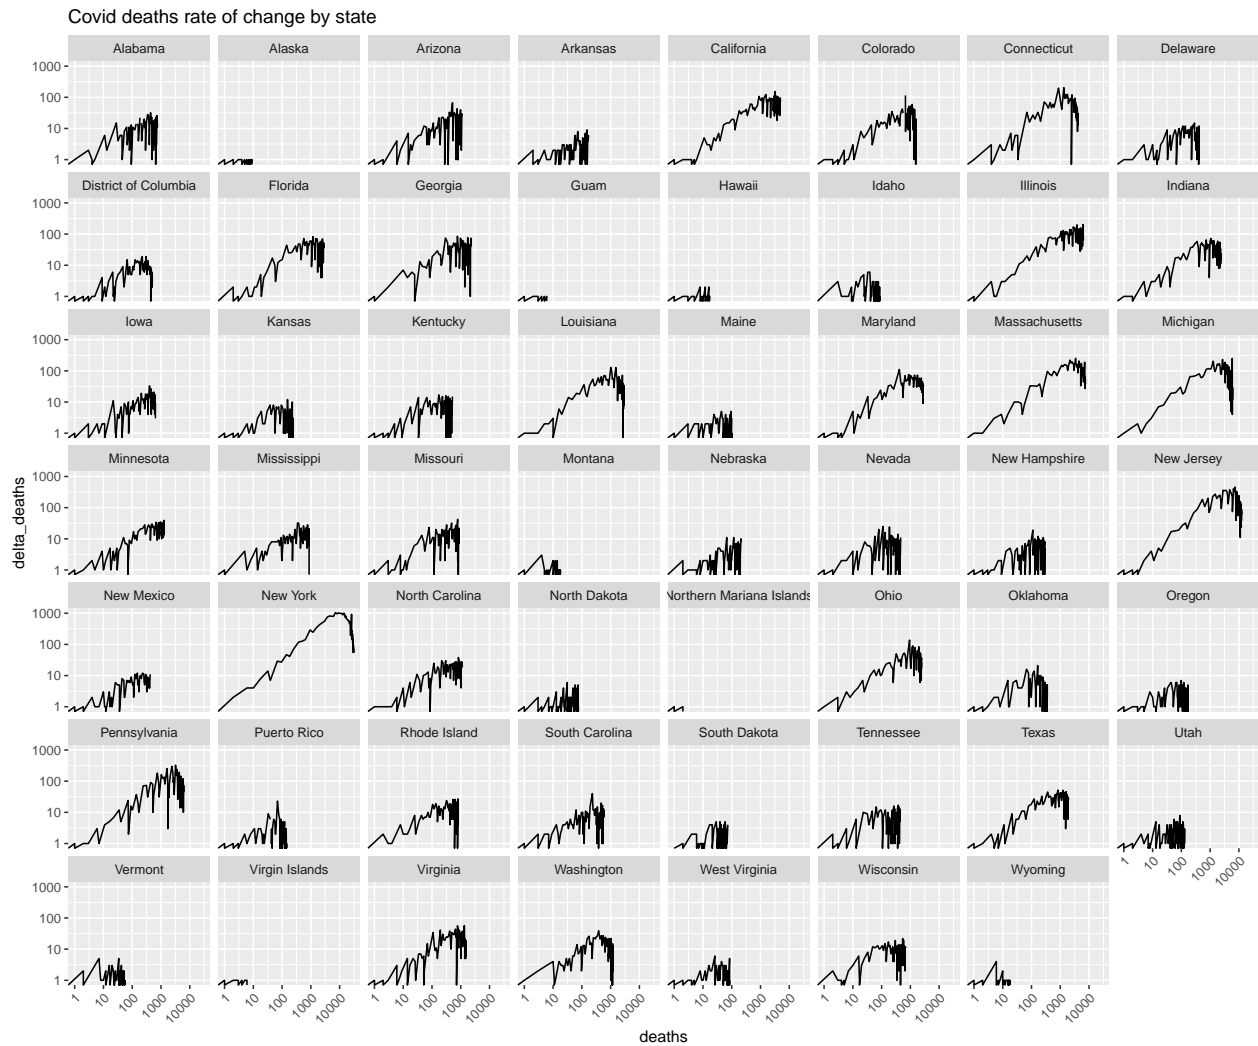 Covid deaths rate of change by state
Alabama Alaska Arizona Arkansas California Colorado Connecticut Delaware
1000
100
10
1
District of Columbia Florida Georgia Guam Hawaii Idaho Illinois Indiana
1000
100
10
1
Iowa Kansas Kentucky Louisiana Maine Maryland Massachusetts Michigan
1000
100
10
1
Minnesota Mississippi Missouri Montana Nebraska Nevada New Hampshire New Jersey
1000
100
10
1
New Mexico New York North Carolina North Dakota Northern Mariana Islands Ohio Oklahoma Oregon
1000
100
10
1
Pennsylvania Puerto Rico Rhode Island South Carolina South Dakota Tennessee Texas Utah
1000
100
10
1
1 10 100 1000 10000
Vermont Virgin Islands Virginia Washington West Virginia Wisconsin Wyoming
1000
100
10
1
1 10 100 1000 10000 1 10 100 1000 10000 1 10 100 1000 10000 1 10 100 1000 10000 1 10 100 1000 10000 1 10 100 1000 10000 1 10 100 1000 10000
deaths
delta_deaths